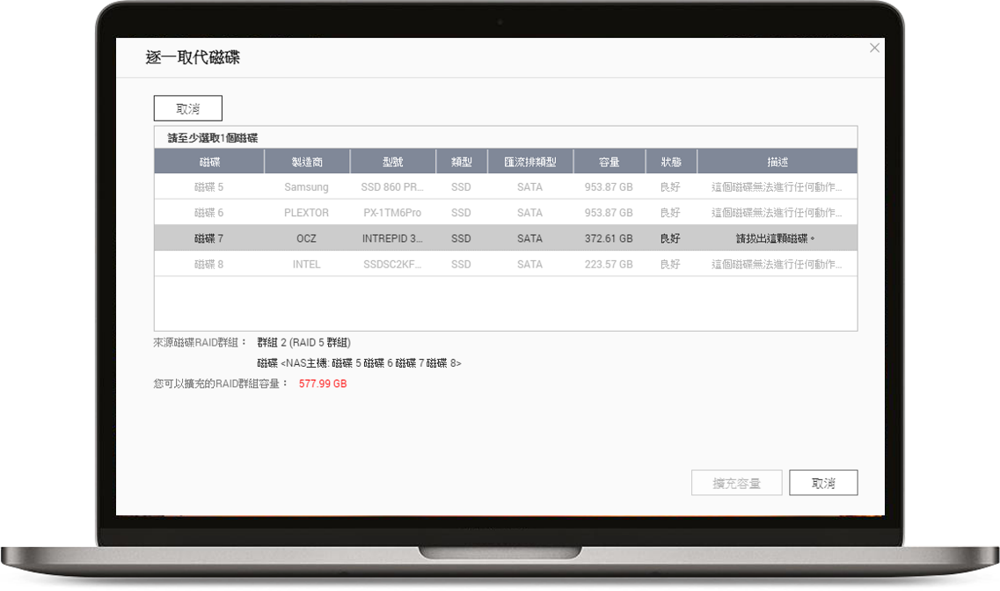 逐一取代磁碟
取消
請至少選取1個磁碟
磁碟 製造商 型號 類型 匯流排類型 容量 狀態 描述
磁碟 5 Samsung SSD 860 PR... SSD SATA 953.87 GB 良好 這個磁碟無法進行任何動作...
磁碟 6 PLEXTOR PX-1TM6Pro SSD SATA 953.87 GB 良好 這個磁碟無法進行任何動作...
磁碟 7 OCZ INTREPID 3... SSD SATA 372.61 GB 良好 請拔出這顆磁碟。
磁碟 8 INTEL SSDSC2KF... SSD SATA 223.57 GB 良好 這個磁碟無法進行任何動作...
來源磁碟RAID群組： 群組 2 (RAID 5 群組)
磁碟 <NAS主機: 磁碟 5 磁碟 6 磁碟 7 磁碟 8>
您可以擴充的RAID群組容量： 577.99 GB
擴充容量 取消